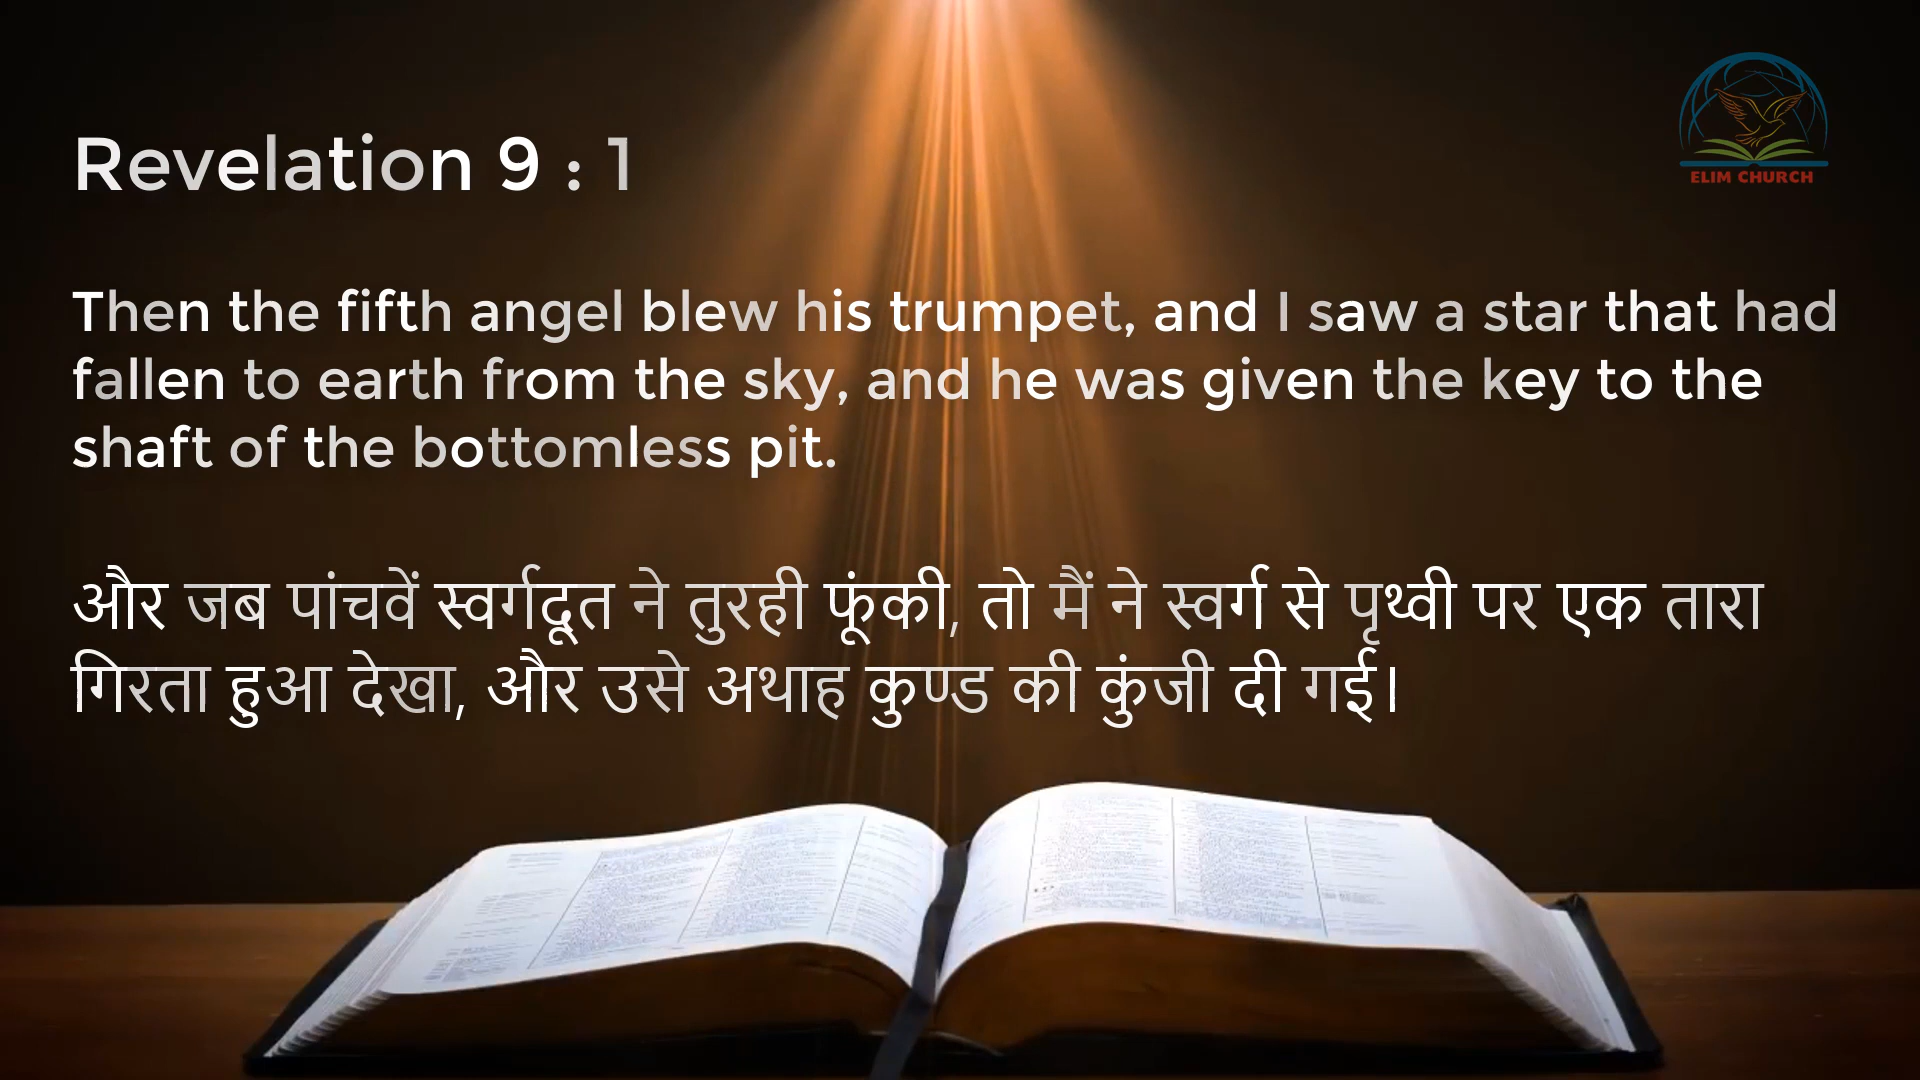 ELIM CHURCH
Revelation 9 : 1
Then the fifth angel blew his trumpet, and I saw a star that had
fallen to earth from the sky, and he was given the key to the
shaft of the bottomless pit.
और जब पांचवें स्वर्गदूत ने तुरही फूंकी, तो मैं ने स्वर्ग से पृथ्वी पर एक तारा
गिरता हुआ देखा, और उसे अथाह कुण्ड की कुंजी दी गई।